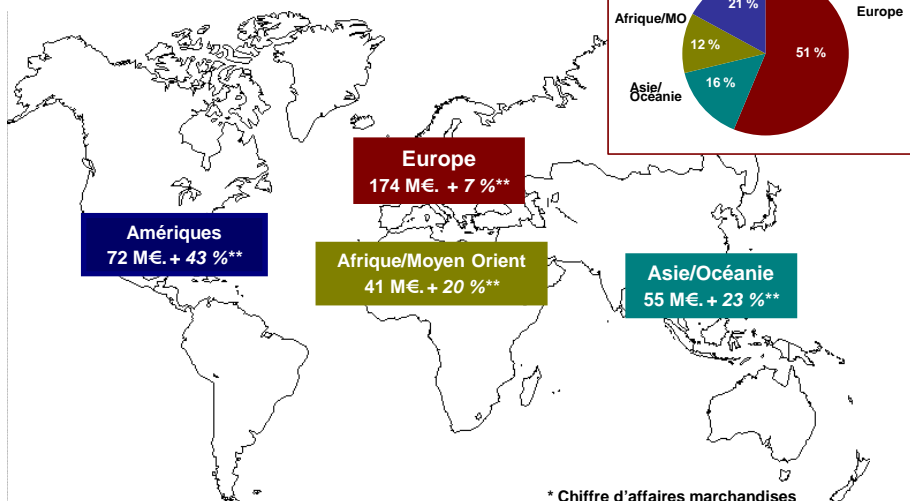 21 %
Afrique/MO
Europe
12 %
51 %
16 %
Asie/
Océanie
Europe
174 M€. + 7 %**
Amériques
72 M€. + 43 %**
Afrique/Moyen Orient
41 M€. + 20 %**
Asie/Océanie
55 M€. + 23 %**
* Chiffre d’affaires marchandises